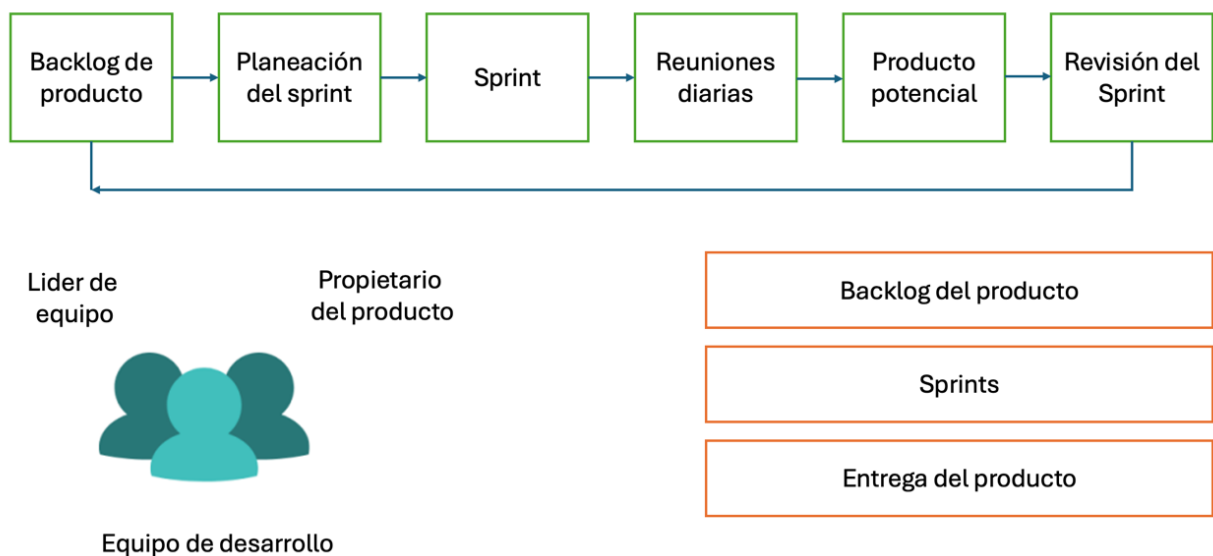 Backlog de
producto
Planeación
del sprint
Sprint
Reuniones
diarias
Producto
potencial
Revisión del
Sprint
Lider de
equipo
Propietario
del producto
Equipo de desarrollo
Backlog del producto
Sprints
Entrega del producto